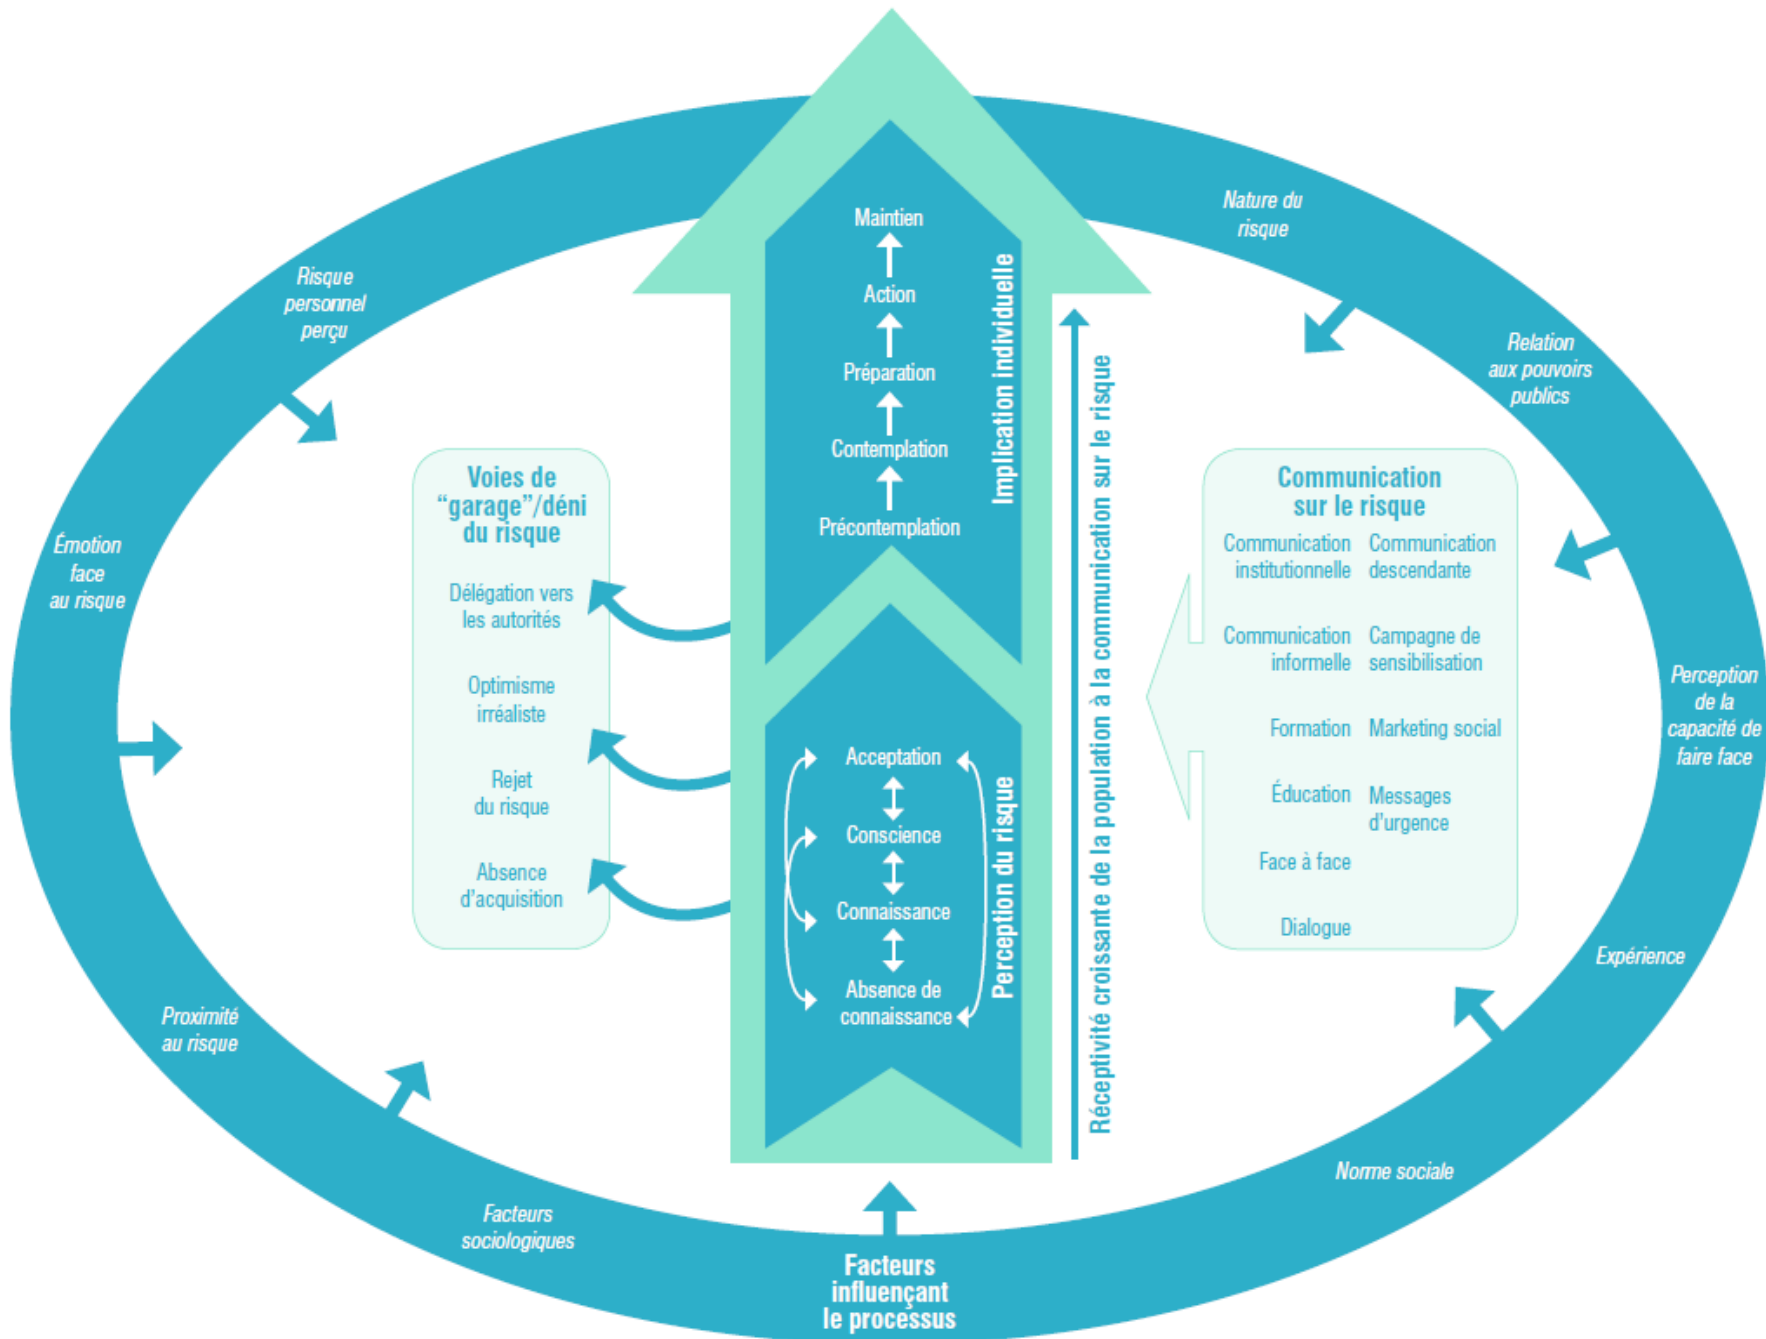 Nature du
risque
Risque
personnel
perçu
Relation
aux pouvoirs
publics
Émotion
face
au risque
Perception
de la
capacité de
faire face
Proximité
au risque
Expérience
Facteurs
sociologiques
Norme sociale
Facteurs
influençant
le processus
Voies de
“garage”/déni
du risque
Délégation vers
les autorités
Optimisme
irréaliste
Rejet
du risque
Absence
d’acquisition
Maintien
Action
Préparation
Contemplation
Précontemplation
Implication individuelle
Acceptation
Conscience
Connaissance
Absence de
connaissance
Perception du risque
Réceptivité croissante de la population à la communication sur le risque
Communication
sur le risque
Communication
institutionnelle
Communication
descendante
Communication
informelle
Campagne de
sensibilisation
Formation
Marketing social
Éducation
Messages
d’urgence
Face à face
Dialogue